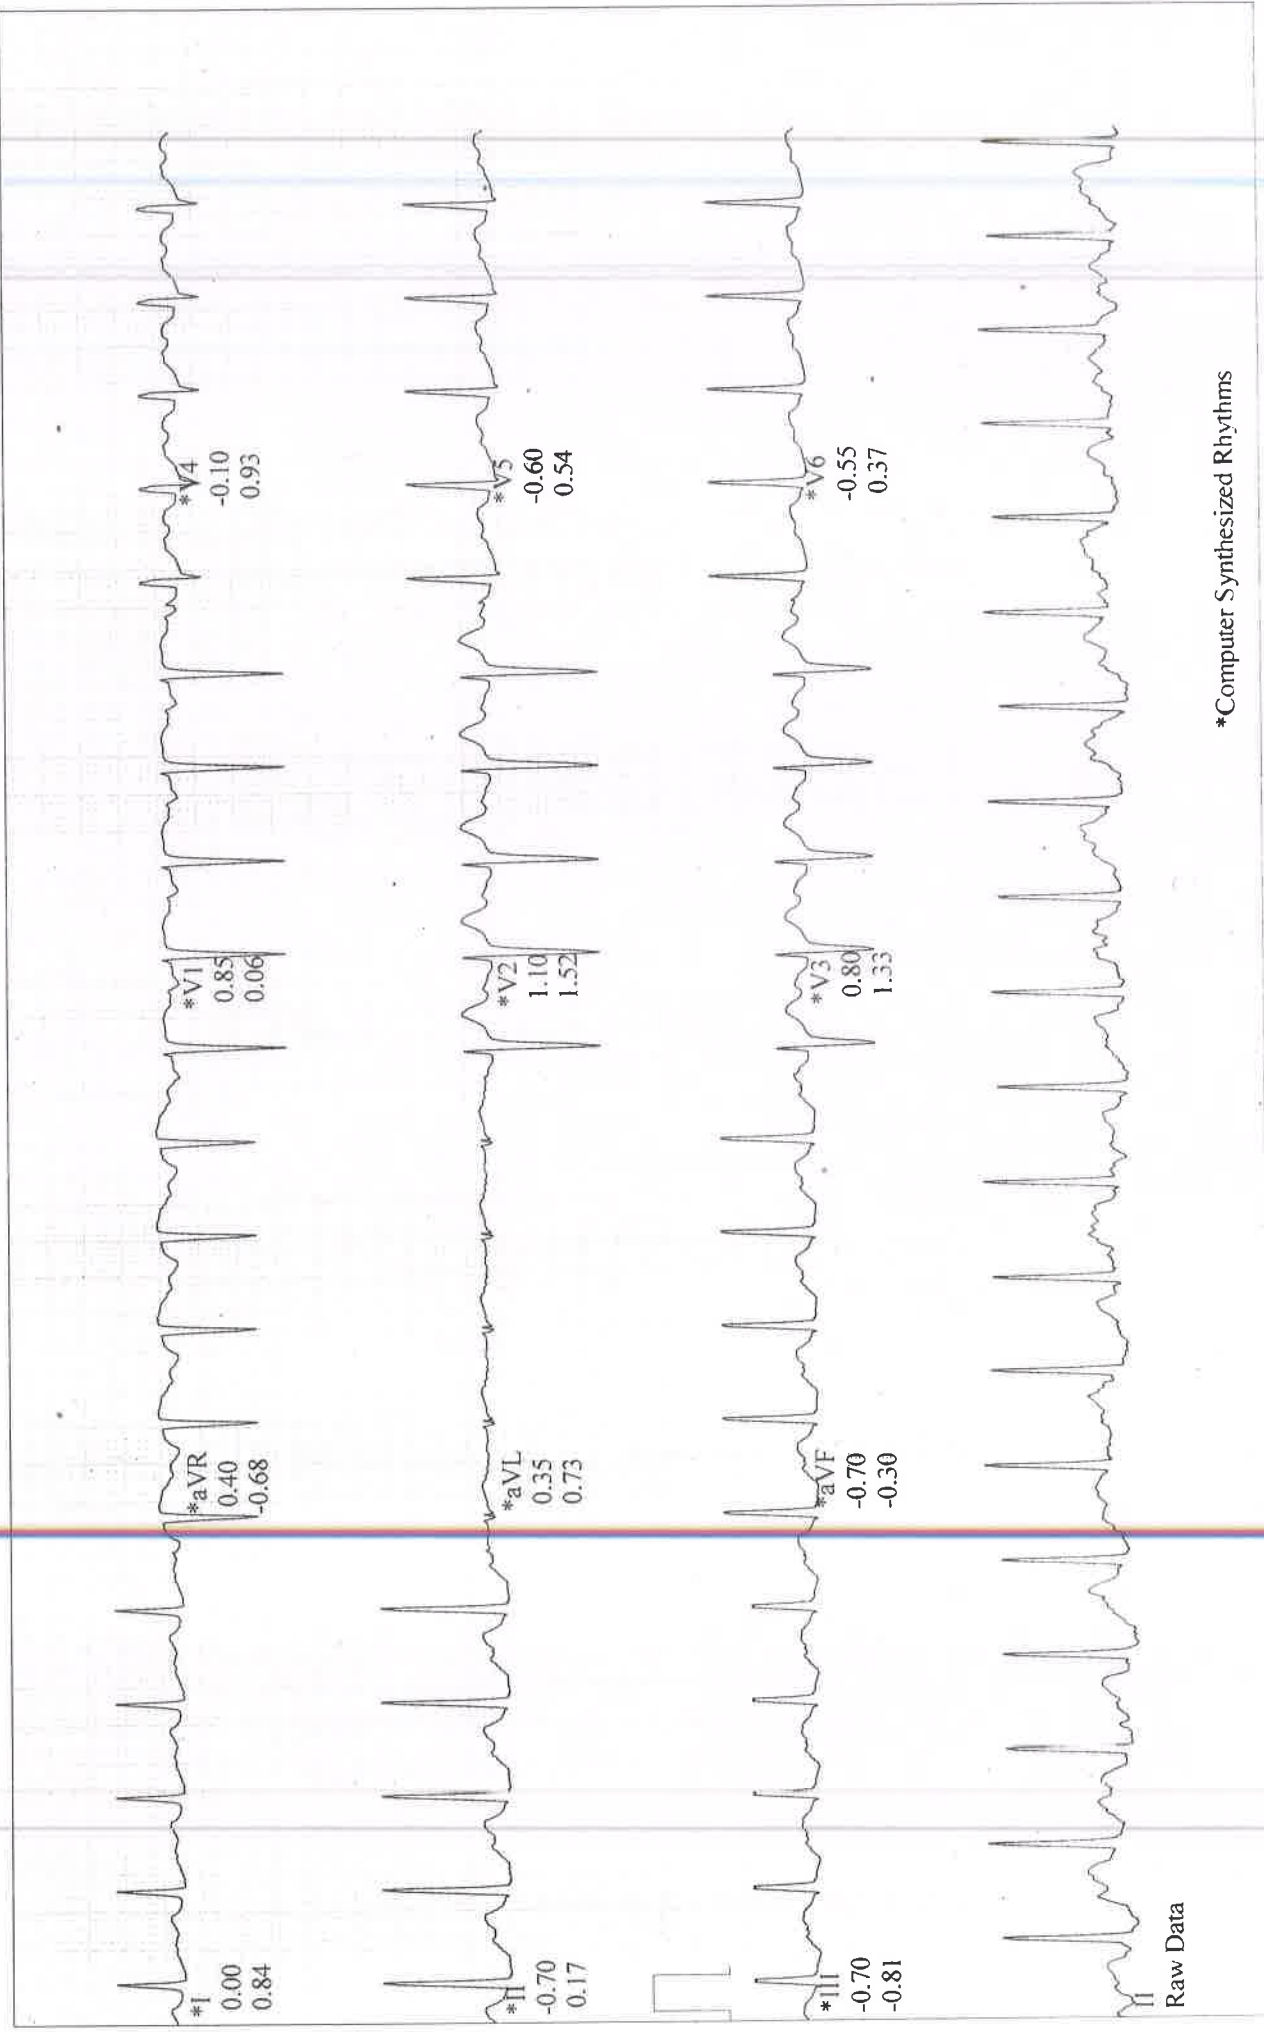 *I
0.00
0.84
*aVR
0.40
-0.68
*V1
0.85
0.06
*V4
-0.10
0.93
*II
-0.70
0.17
*aVL
0.35
0.73
*V2
1.10
1.52
*V5
-0.60
0.54
*III
-0.70
-0.81
*aVF
-0.70
-0.30
*V3
0.80
1.33
*V6
-0.55
0.37
II
Raw Data
*Computer Synthesized Rhythms